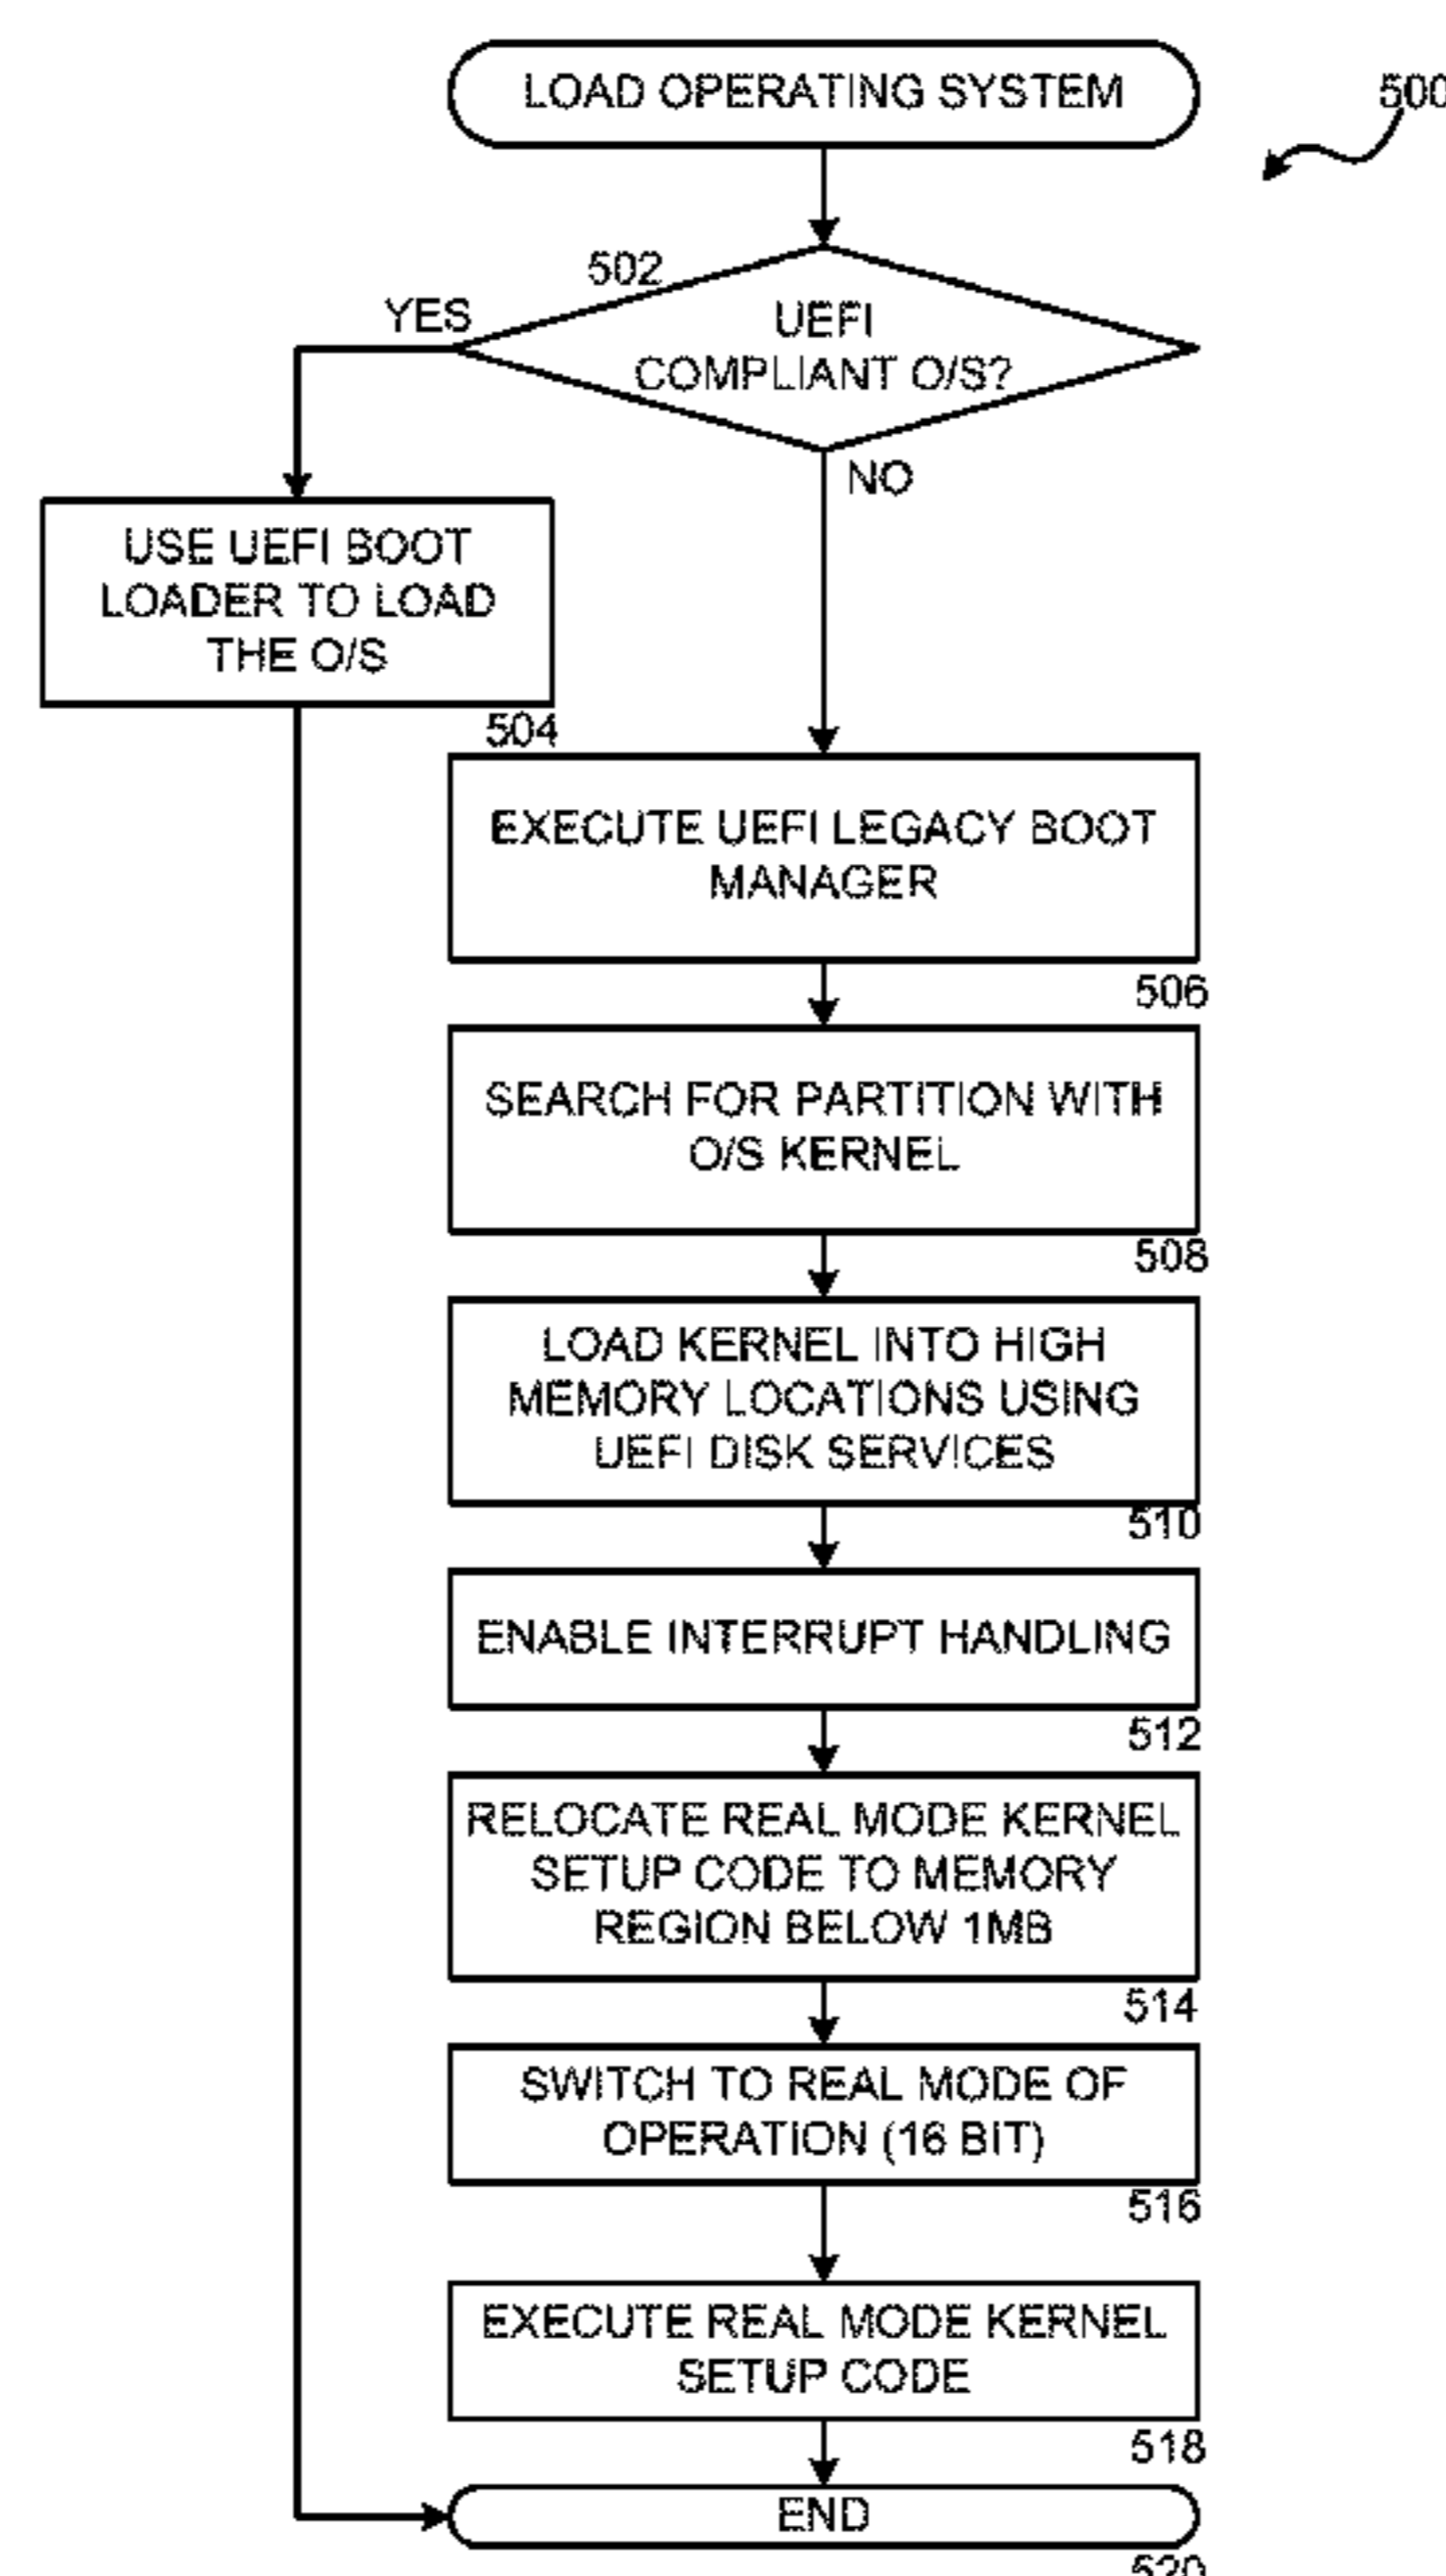 LOAD OPERATING SYSTEM
500
502
YES
UEFI
COMPLIANT O/S?
NO
USE UEFI BOOT
LOADER TO LOAD
THE O/S
504
EXECUTE UEFI LEGACY BOOT
MANAGER
506
SEARCH FOR PARTITION WITH
O/S KERNEL
508
LOAD KERNEL INTO HIGH
MEMORY LOCATIONS USING
UEFI DISK SERVICES
510
ENABLE INTERRUPT HANDLING
512
RELOCATE REAL MODE KERNEL
SETUP CODE TO MEMORY
REGION BELOW 1MB
514
SWITCH TO REAL MODE OF
OPERATION (16 BIT)
516
EXECUTE REAL MODE KERNEL
SETUP CODE
518
END
520